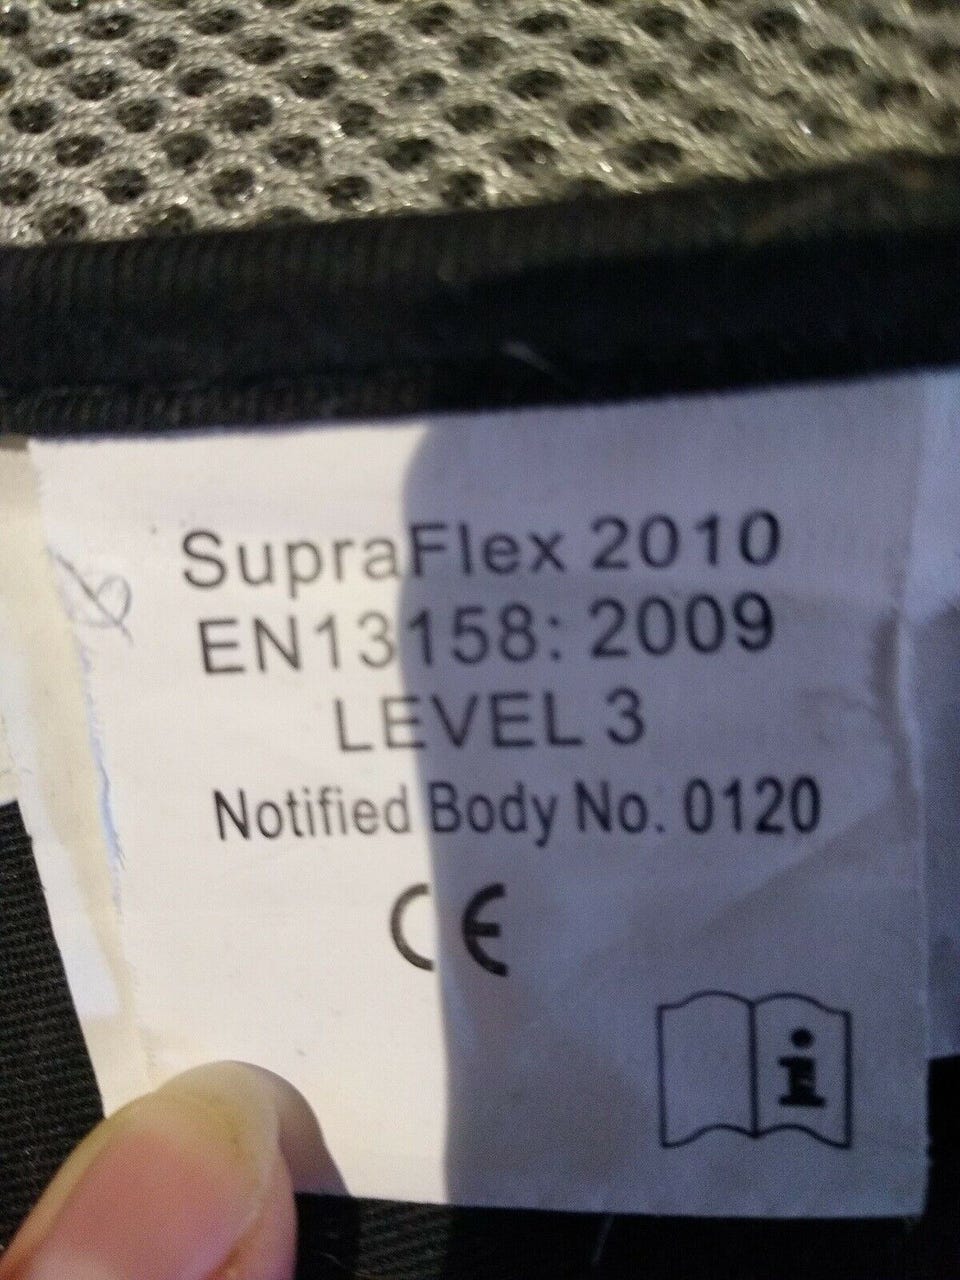 SupraFlex 2010
EN13158: 2009
LEVEL 3
Notified Body No. 0120
CE
i